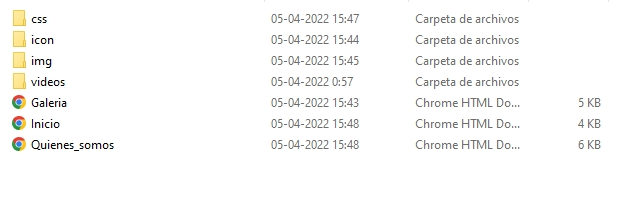 css 05-04-2022 15:47 Carpeta de archivos
icon 05-04-2022 15:44 Carpeta de archivos
img 05-04-2022 15:45 Carpeta de archivos
videos 05-04-2022 0:57 Carpeta de archivos
Galeria 05-04-2022 15:43 Chrome HTML Do... 5 KB
Inicio 05-04-2022 15:48 Chrome HTML Do... 4 KB
Quienes_somos 05-04-2022 15:48 Chrome HTML Do... 6 KB